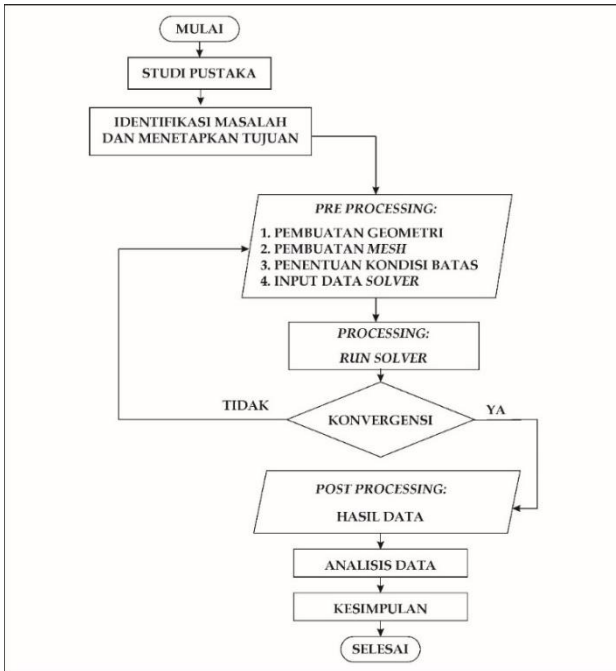 MULAI
STUDI PUSTAKA
IDENTIFIKASI MASALAH
DAN MENETAPKAN TUJUAN
PRE PROCESSING:
1. PEMBUATAN GEOMETRI
2. PEMBUATAN MESH
3. PENENTUAN KONDISI BATAS
4. INPUT DATA SOLVER
PROCESSING:
RUN SOLVER
TIDAK
KONVERGENSI
YA
POST PROCESSING:
HASIL DATA
ANALISIS DATA
KESIMPULAN
SELESAI